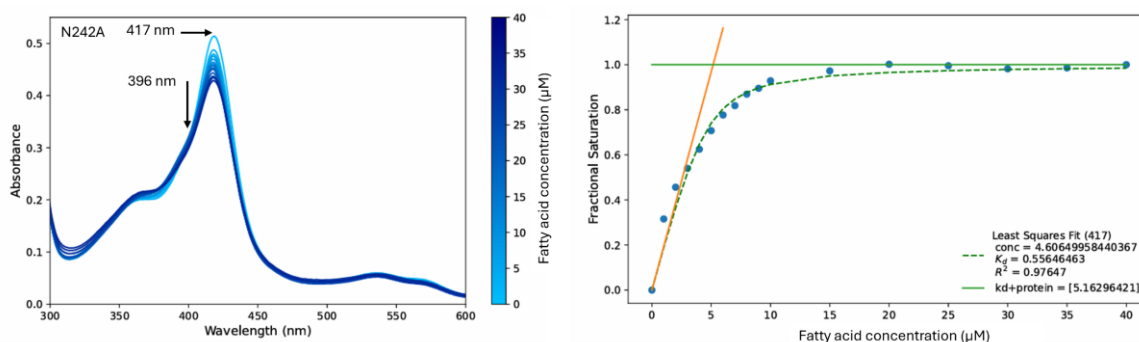 N242A
417 nm
396 nm
0.5
0.4
0.3
0.2
0.1
0.0
Absorbance
300 350 400 450 500 550 600
Wavelength (nm)
40
35
30
25
20
15
10
5
0
Fatty acid concentration (µM)
1.2
1.0
0.8
0.6
0.4
0.2
0.0
Fractional Saturation
Least Squares Fit (417)
conc = 4.60649958440367
Kd = 0.55646463
R² = 0.97647
kd+protein = [5.16296421]
0 5 10 15 20 25 30 35 40
Fatty acid concentration (µM)